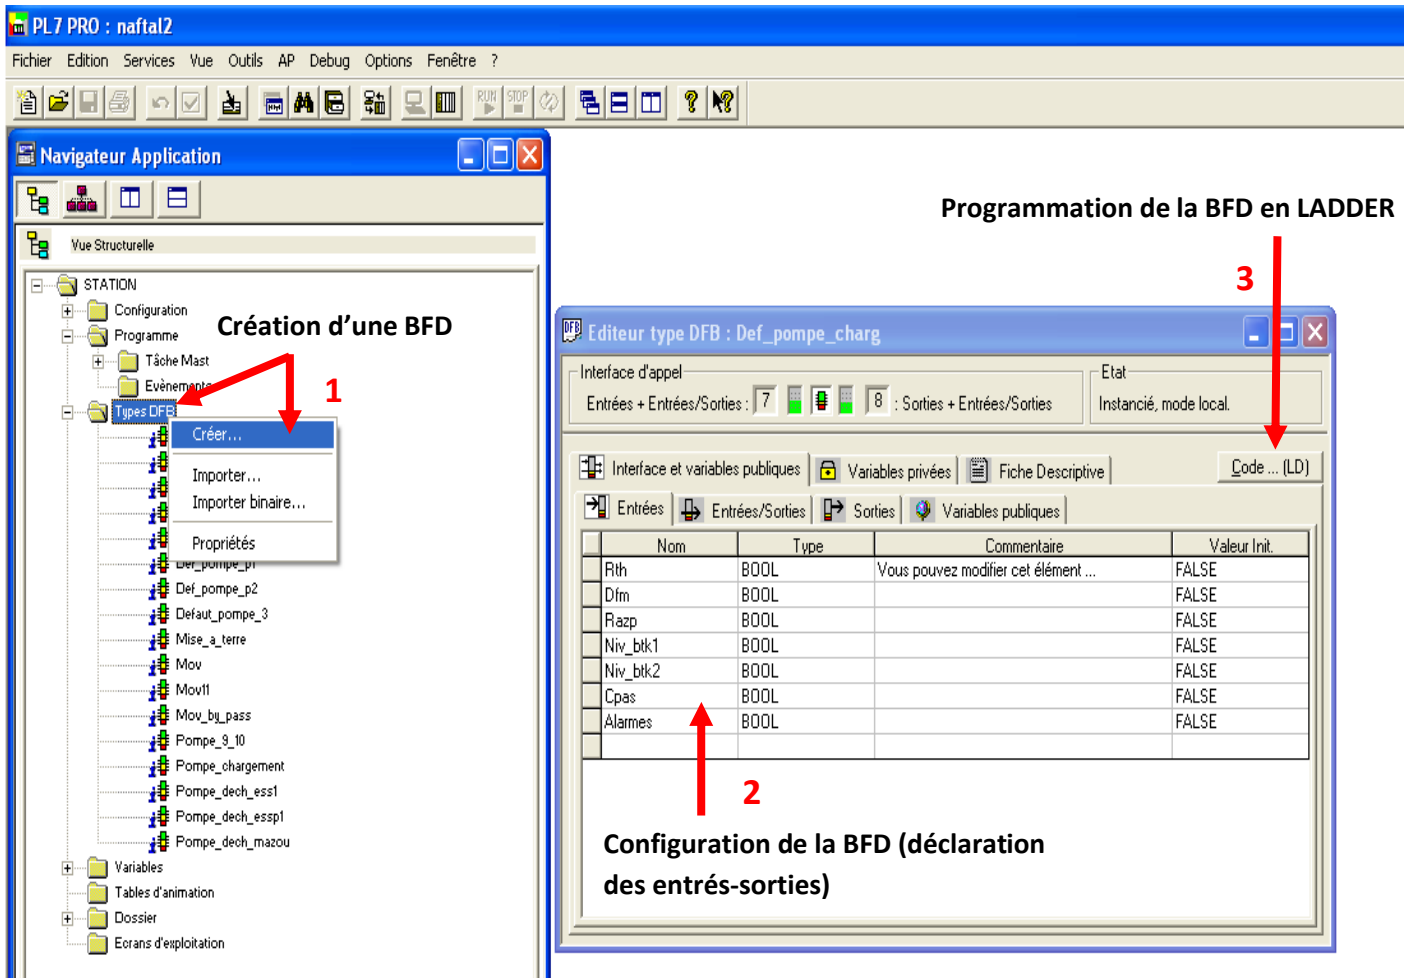 PL7 PRO : naftal2
Fichier Edition Services Vue Outils AP Debug Options Fenêtre ?
RUN STOP
Navigateur Application
Vue Structurelle
STATION
Configuration
Programme
Tâche Mast
Evènements
Types DFB
Création d’une BFD
1
Créer...
Importer...
Importer binaire...
Propriétés
Def_pompe_p1
Def_pompe_p2
Defaut_pompe_3
Mise_a_terre
Mov
Mov11
Mov_by_pass
Pompe_9_10
Pompe_chargement
Pompe_dech_ess1
Pompe_dech_essp1
Pompe_dech_mazou
Variables
Tables d'animation
Dossier
Ecrans d'exploitation
Programmation de la BFD en LADDER
3
DFB Editeur type DFB : Def_pompe_charg
Interface d'appel
Entrées + Entrées/Sorties : 7 8 : Sorties + Entrées/Sorties
Etat
Instancié, mode local.
Interface et variables publiques Variables privées Fiche Descriptive Code ... (LD)
Entrées Entrées/Sorties Sorties Variables publiques
Nom Type Commentaire Valeur Init.
Rth BOOL Vous pouvez modifier cet élément ... FALSE
Dfm BOOL FALSE
Razp BOOL FALSE
Niv_btk1 BOOL FALSE
Niv_btk2 BOOL FALSE
Cpas BOOL FALSE
Alarmes BOOL FALSE
2
Configuration de la BFD (déclaration
des entrés-sorties)